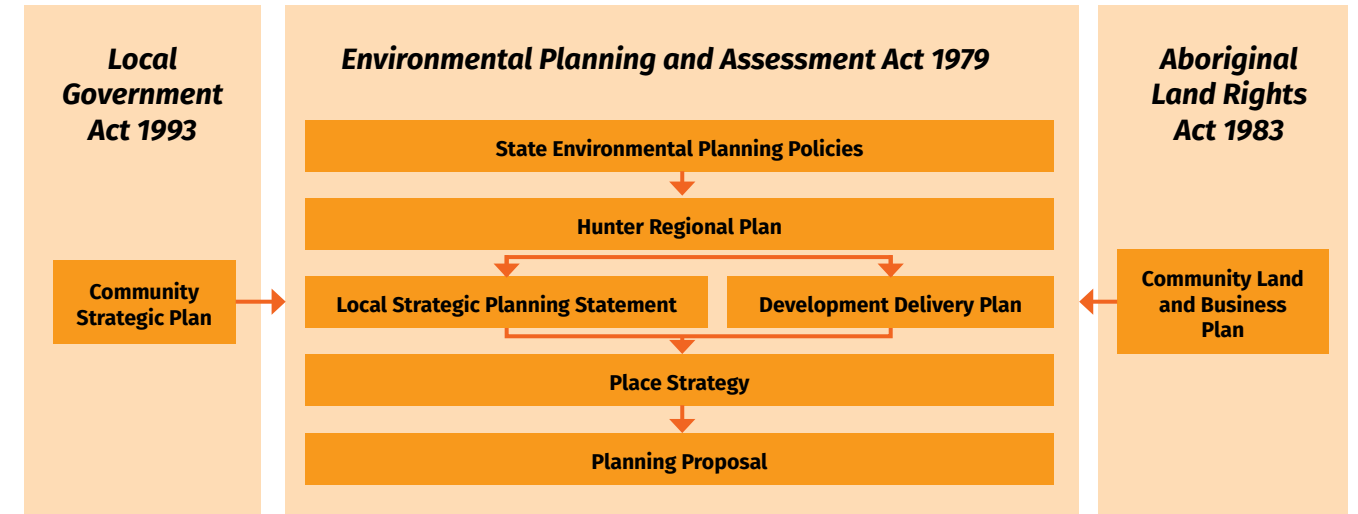 Local
Government
Act 1993
Community
Strategic Plan
Environmental Planning and Assessment Act 1979
State Environmental Planning Policies
Hunter Regional Plan
Local Strategic Planning Statement
Development Delivery Plan
Place Strategy
Planning Proposal
Aboriginal
Land Rights
Act 1983
Community Land
and Business
Plan